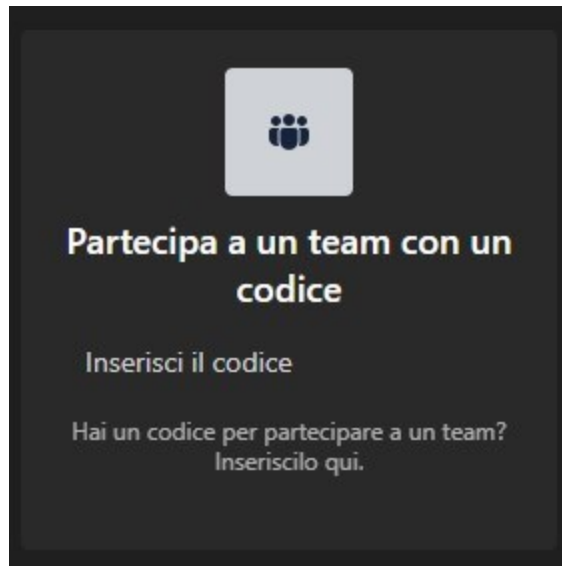 Partecipa a un team con un
codice
Inserisci il codice
Hai un codice per partecipare a un team?
Inseriscilo qui.